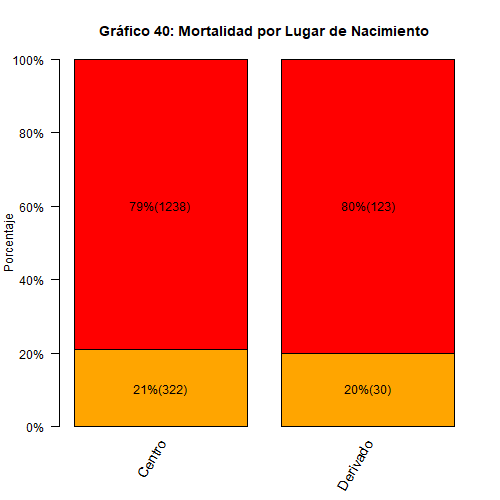 Gráfico 40: Mortalidad por Lugar de Nacimiento
Porcentaje
100%
80%
60%
40%
20%
0%
79%(1238)
80%(123)
21%(322)
20%(30)
Centro
Derivado